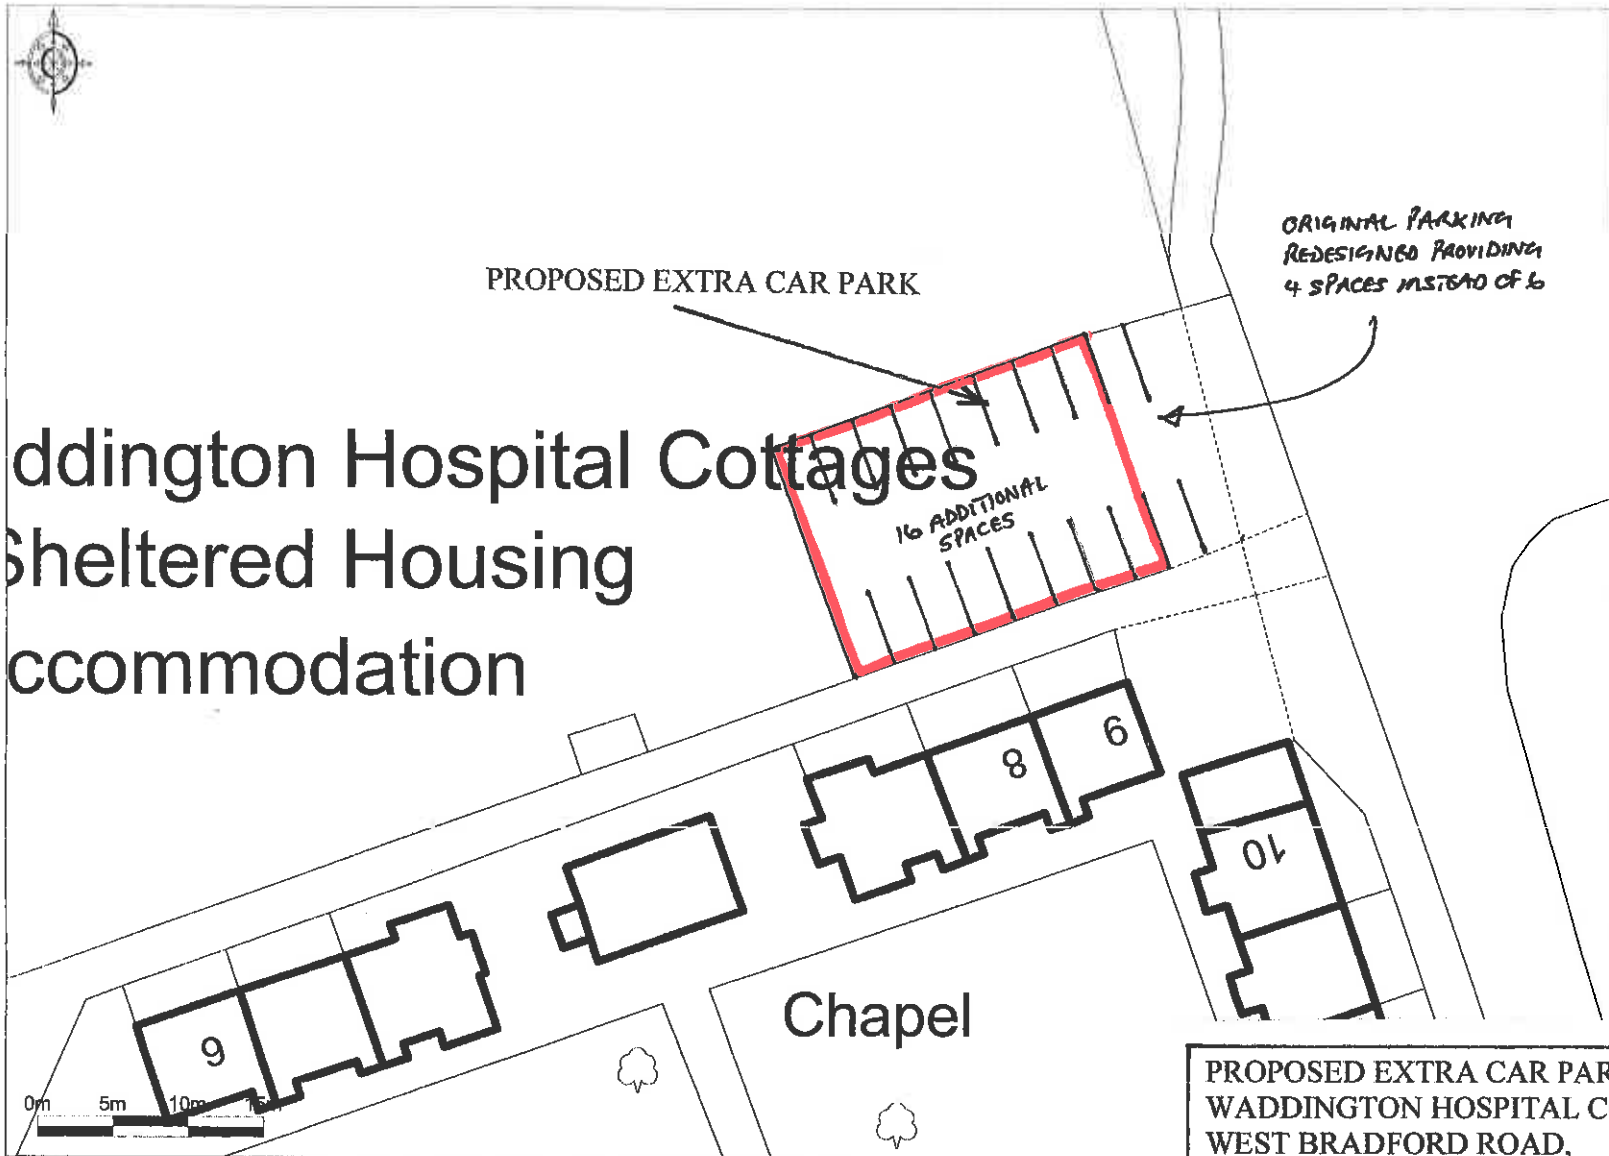 ORIGINAL PARKING
REDESIGNED PROVIDING
4 SPACES INSTEAD OF 6
PROPOSED EXTRA CAR PARK
ddington Hospital Cottages
Sheltered Housing
ccommodation
16 ADDITIONAL
SPACES
9
8
10
Chapel
6
0m 5m 10m 15m
PROPOSED EXTRA CAR PAR
WADDINGTON HOSPITAL C
WEST BRADFORD ROAD,